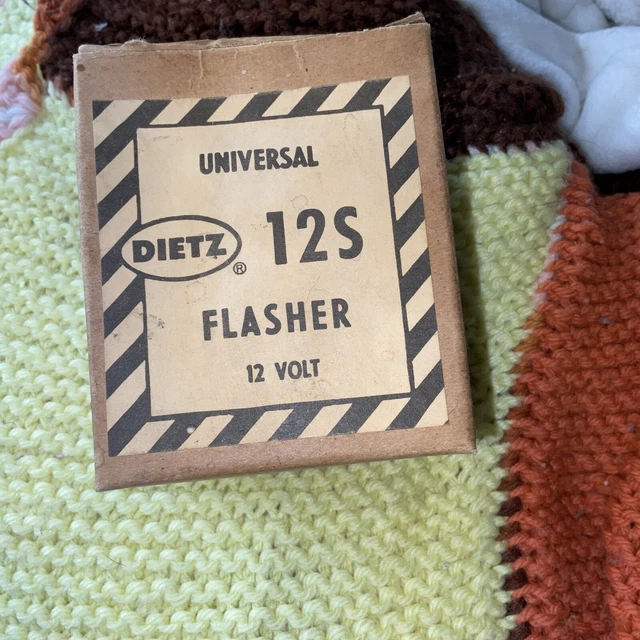 UNIVERSAL
DIETZ® 12S
FLASHER
12 VOLT